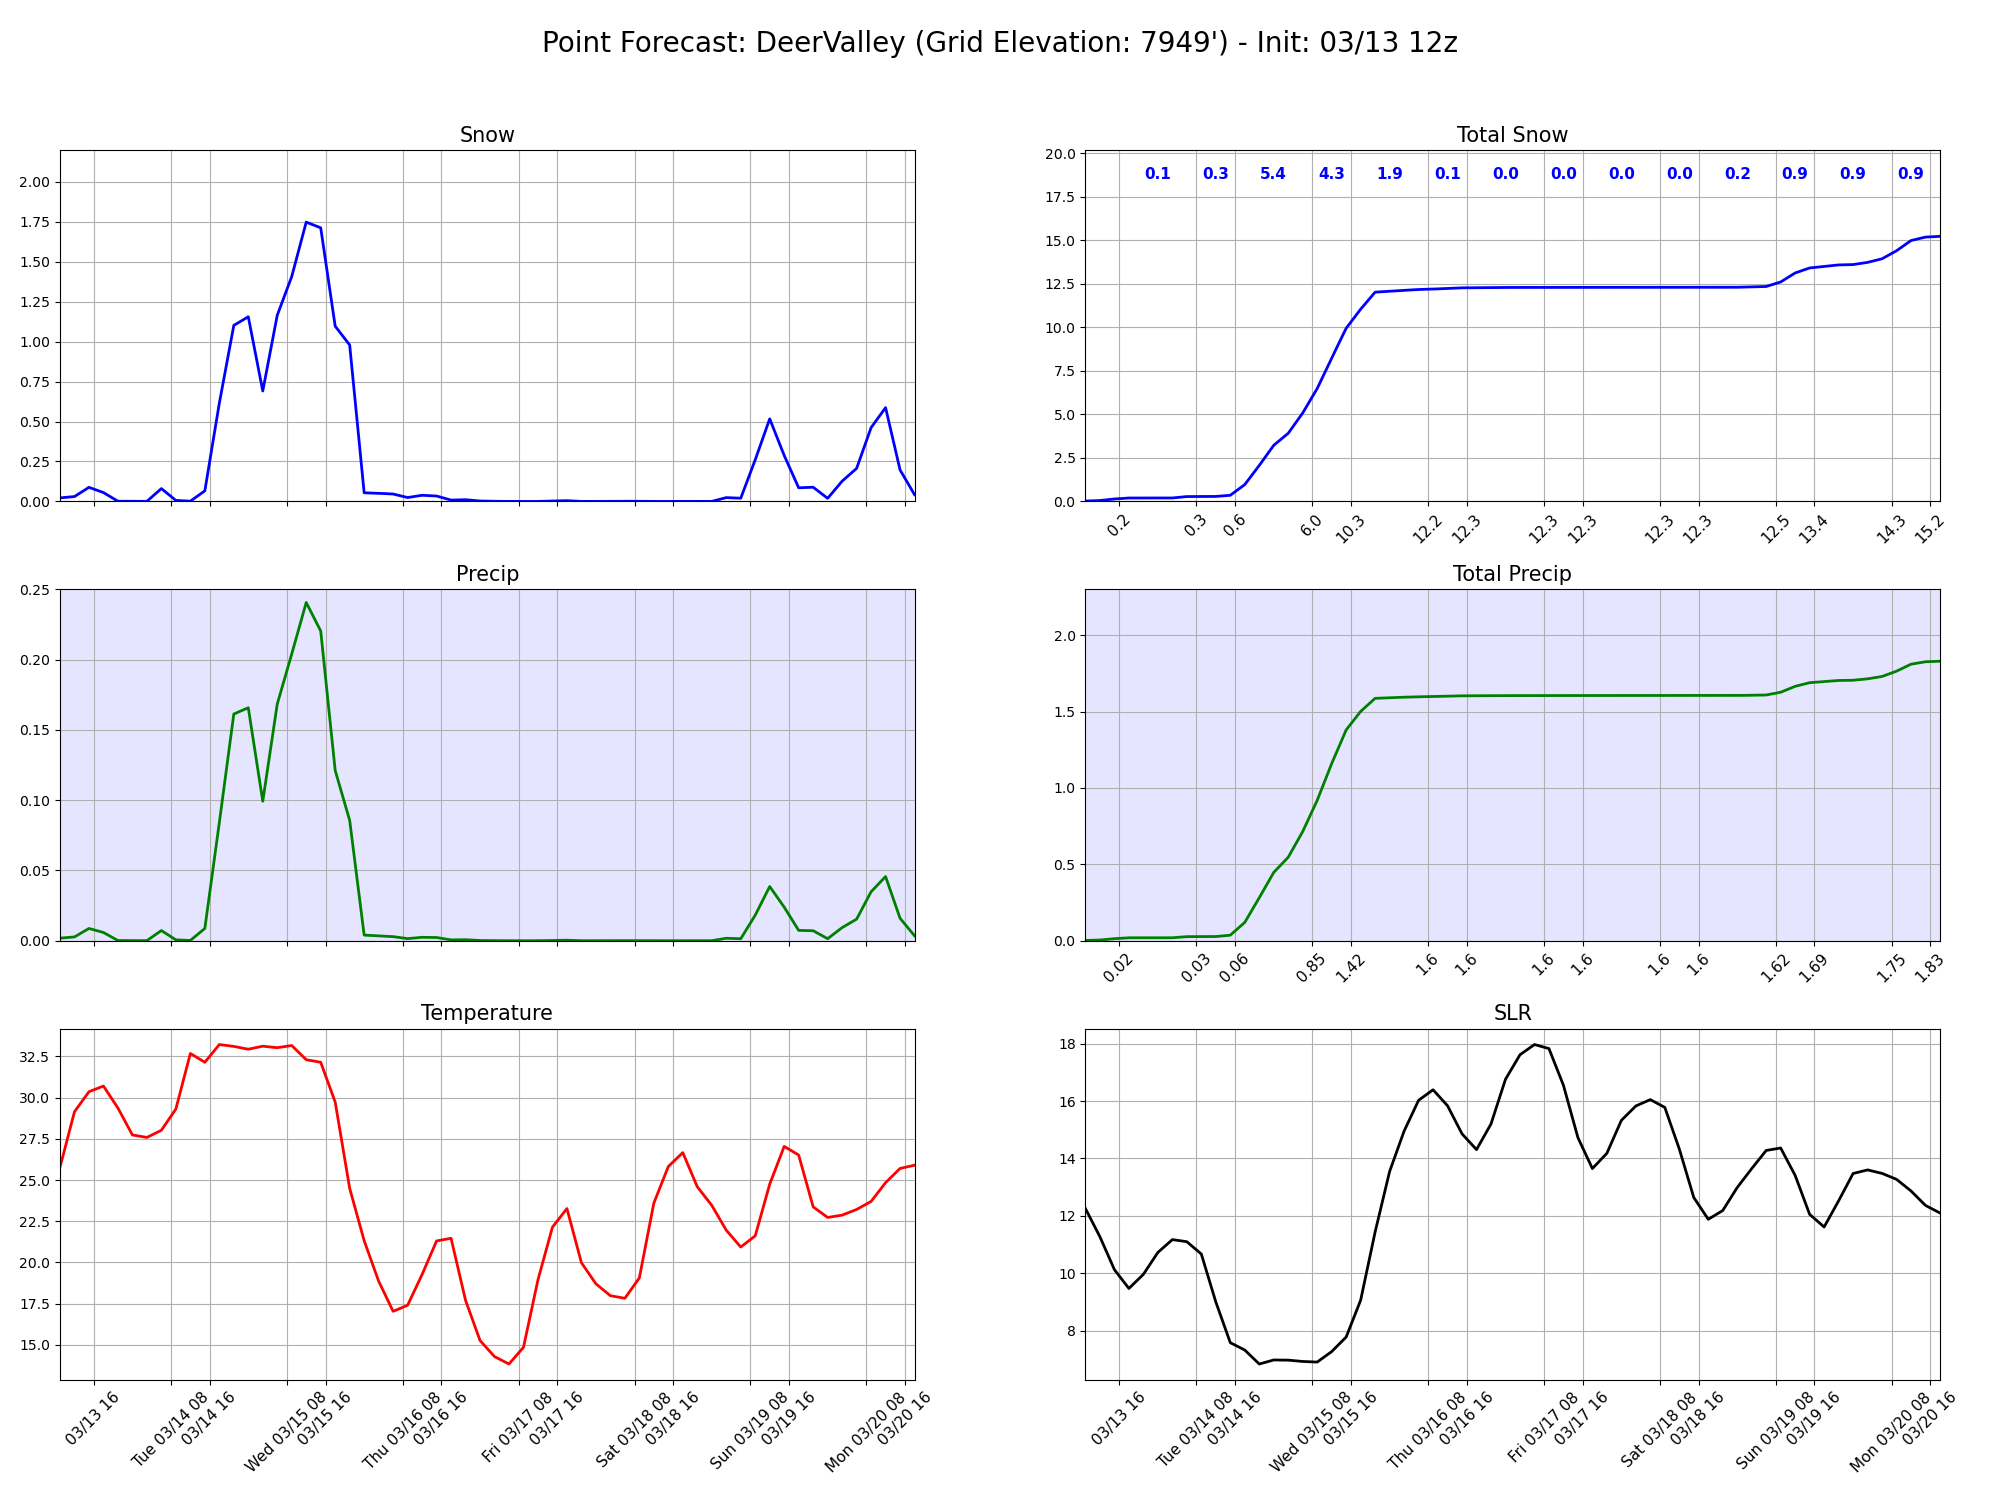 Point Forecast: DeerValley (Grid Elevation: 7949') - Init: 03/13 12z
Snow
2.00
1.75
1.50
1.25
1.00
0.75
0.50
0.25
0.00
Total Snow
20.0
17.5
15.0
12.5
10.0
7.5
5.0
2.5
0.0
0.1 0.3 5.4 4.3 1.9 0.1 0.0 0.0 0.0 0.0 0.2 0.9 0.9 0.9
0.2 0.3 0.6 6.0 10.3 12.2 12.3 12.3 12.3 12.3 12.3 12.5 13.4 14.3 15.2
Precip
0.25
0.20
0.15
0.10
0.05
0.00
Total Precip
2.0
1.5
1.0
0.5
0.0
0.02 0.03 0.06 0.85 1.42 1.6 1.6 1.6 1.6 1.6 1.6 1.62 1.69 1.75 1.83
Temperature
32.5
30.0
27.5
25.0
22.5
20.0
17.5
15.0
03/13 16
Tue 03/14 08
03/14 16
Wed 03/15 08
03/15 16
Thu 03/16 08
03/16 16
Fri 03/17 08
03/17 16
Sat 03/18 08
03/18 16
Sun 03/19 08
03/19 16
Mon 03/20 08
03/20 16
SLR
18
16
14
12
10
8
03/13 16
Tue 03/14 08
03/14 16
Wed 03/15 08
03/15 16
Thu 03/16 08
03/16 16
Fri 03/17 08
03/17 16
Sat 03/18 08
03/18 16
Sun 03/19 08
03/19 16
Mon 03/20 08
03/20 16